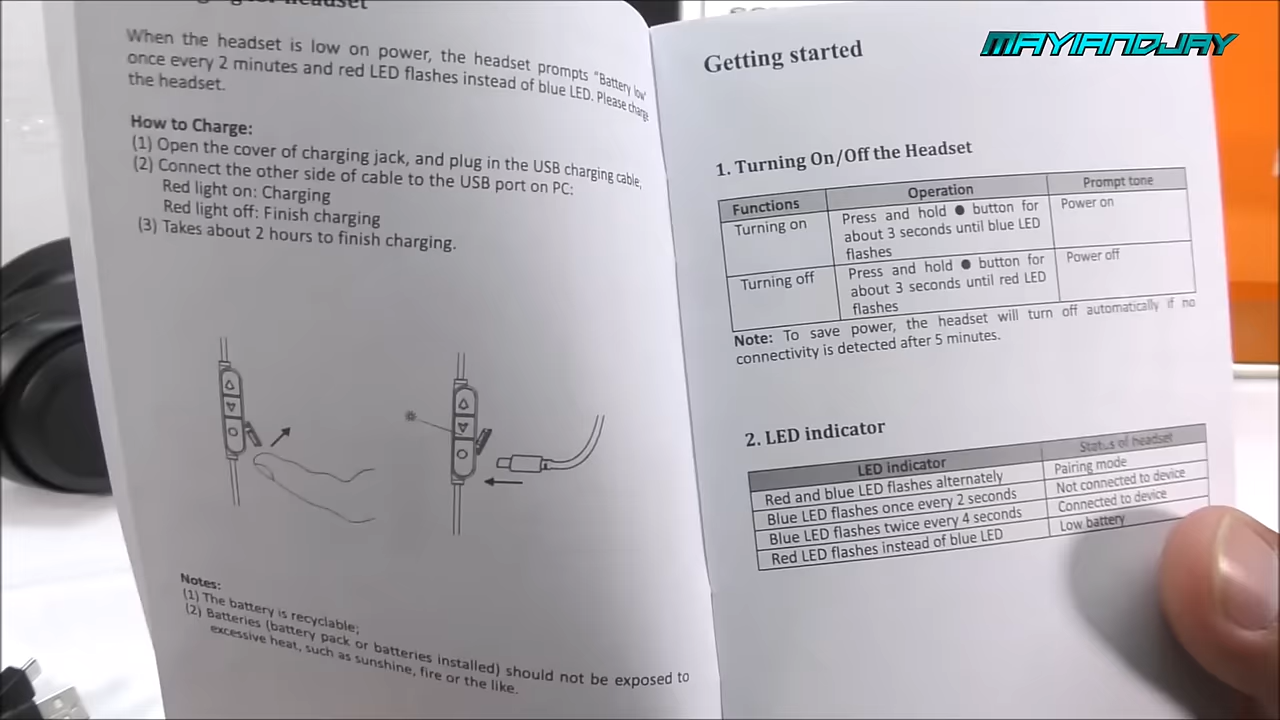 headset
When the headset is low on power, the headset prompts "Battery low"
once every 2 minutes and red LED flashes instead of blue LED. Please charge
the headset.
How to Charge:
(1) Open the cover of charging jack, and plug in the USB charging cable,
(2) Connect the other side of cable to the USB port on PC:
Red light on: Charging
Red light off: Finish charging
(3) Takes about 2 hours to finish charging.
Notes:
(1) The battery is recyclable;
(2) Batteries (battery pack or batteries installed) should not be exposed to
excessive heat, such as sunshine, fire or the like.
MAYIANDJAY
Getting started
1. Turning On/Off the Headset
Functions Operation Prompt tone
Turning on Press and hold ● button for Power on
about 3 seconds until blue LED
flashes
Turning off Press and hold ● button for Power off
about 3 seconds until red LED
flashes
Note: To save power, the headset will turn off automatically if no
connectivity is detected after 5 minutes.
2. LED indicator
LED indicator Status of headset
Red and blue LED flashes alternately Pairing mode
Blue LED flashes once every 2 seconds Not connected to device
Blue LED flashes twice every 4 seconds Connected to device
Red LED flashes instead of blue LED Low battery